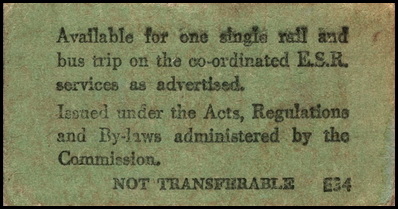 Available for one single rail and
bus trip on the co-ordinated E.S.R.
services as advertised.
Issued under the Acts, Regulations
and By-laws administered by the
Commission.
NOT TRANSFERABLE E34